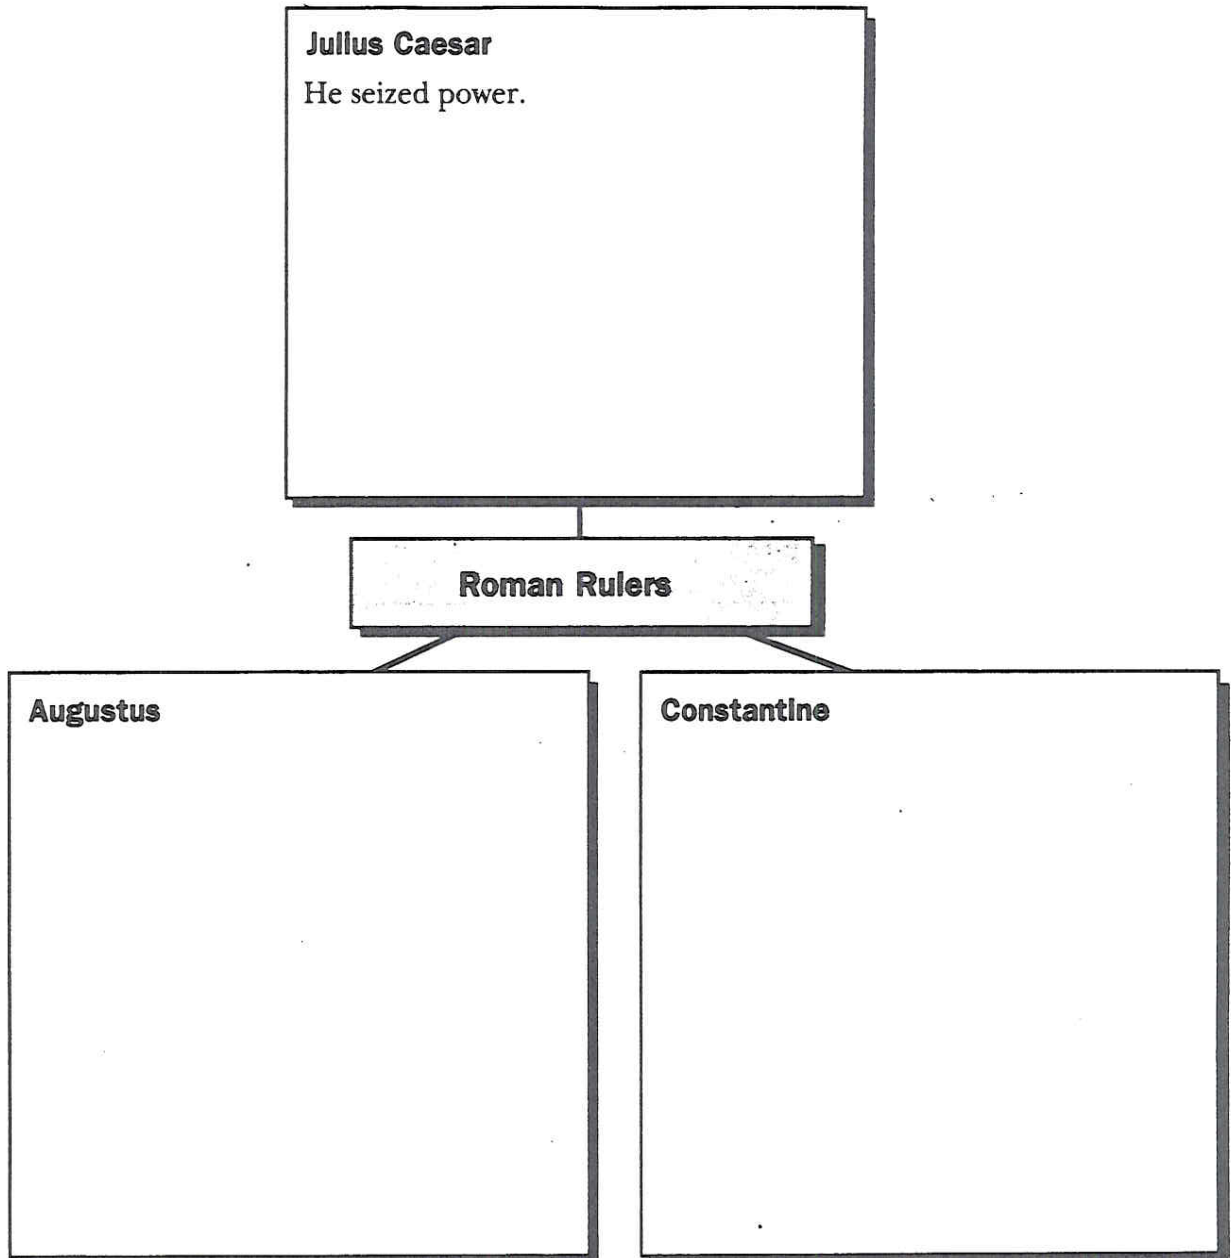 Julius Caesar
He seized power.
Roman Rulers
Augustus
Constantine